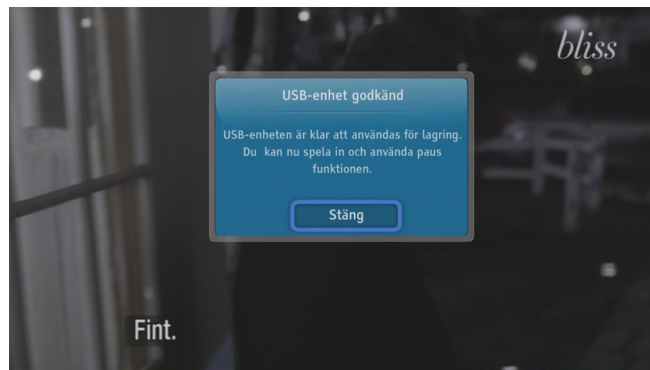 bliss
USB-enhet godkänd
USB-enheten är klar att användas för lagring.
Du kan nu spela in och använda paus
funktionen.
Stäng
Fint.